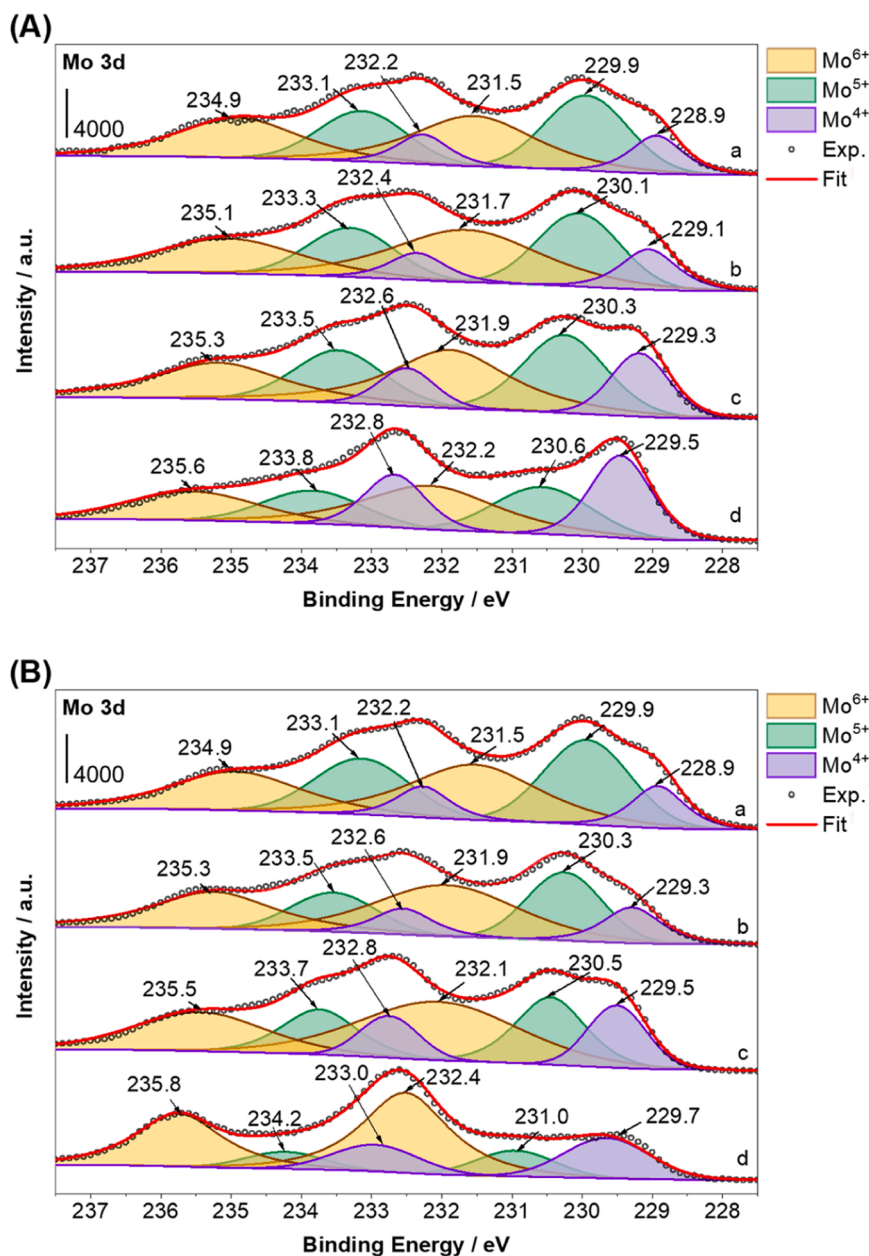 (A)
Mo 3d
4000
234.9
233.1
232.2
231.5
229.9
228.9
a
235.1
233.3
232.4
231.7
230.1
229.1
b
235.3
233.5
232.6
231.9
230.3
229.3
c
235.6
233.8
232.8
232.2
230.6
229.5
d
Mo6+
Mo5+
Mo4+
Exp.
Fit
Intensity / a.u.
237 236 235 234 233 232 231 230 229 228
Binding Energy / eV
(B)
Mo 3d
4000
234.9
233.1
232.2
231.5
229.9
228.9
a
235.3
233.5
232.6
231.9
230.3
229.3
b
235.5
233.7
232.8
232.1
230.5
229.5
c
235.8
234.2
233.0
232.4
231.0
229.7
d
Mo6+
Mo5+
Mo4+
Exp.
Fit
Intensity / a.u.
237 236 235 234 233 232 231 230 229 228
Binding Energy / eV